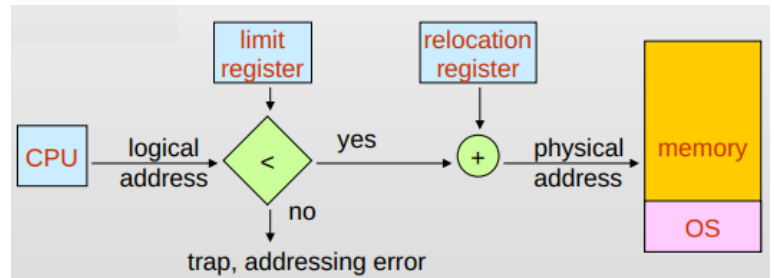 limit
register
relocation
register
CPU
logical
address
<
yes
+
physical
address
memory
no
OS
trap, addressing error